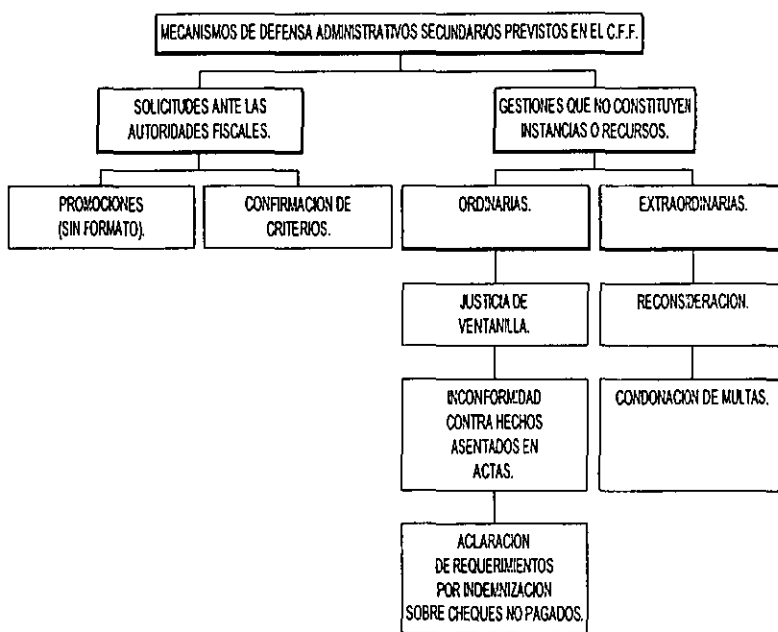 MECANISMOS DE DEFENSA ADMINISTRATIVOS SECUNDARIOS PREVISTOS EN EL C.F.F.
SOLICITUDES ANTE LAS
AUTORIDADES FISCALES.
GESTIONES QUE NO CONSTITUYEN
INSTANCIAS O RECURSOS.
PROMOCIONES
(SIN FORMATO).
CONFIRMACION DE
CRITERIOS.
ORDINARIAS.
EXTRAORDINARIAS.
JUSTICIA DE
VENTANILLA.
RECONSIDERACION.
INCONFORMIDAD
CONTRA HECHOS
ASENTADOS EN
ACTAS.
CONDONACION DE MULTAS.
ACLARACION
DE REQUERIMIENTOS
POR INDEMNIZACION
SOBRE CHEQUES NO PAGADOS.